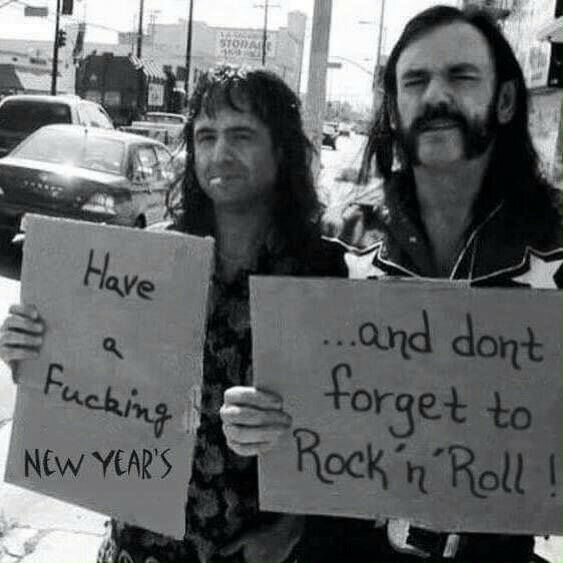 STORAGE
Have
a
Fucking
NEW YEAR'S
...and dont
forget to
Rock'n'Roll!